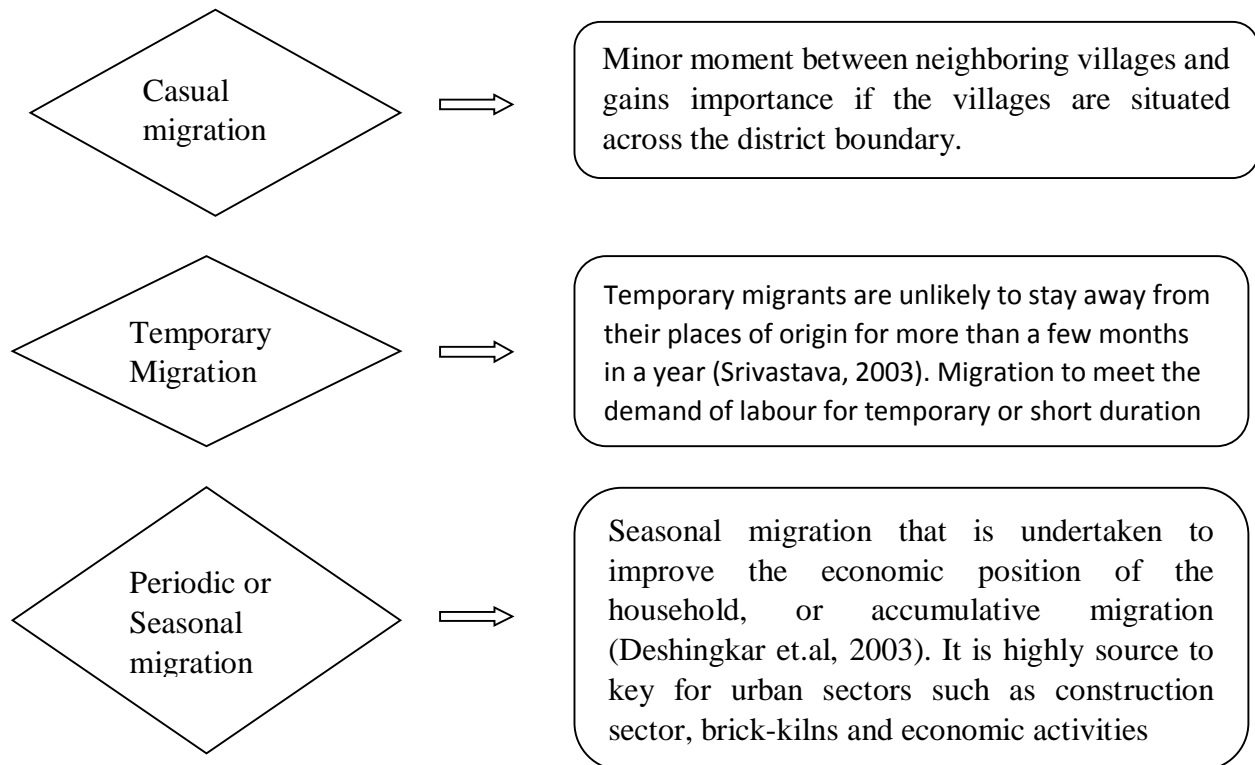 Casual
migration
Minor moment between neighboring villages and
gains importance if the villages are situated
across the district boundary.
Temporary
Migration
Temporary migrants are unlikely to stay away from
their places of origin for more than a few months
in a year (Srivastava, 2003). Migration to meet the
demand of labour for temporary or short duration
Periodic or
Seasonal
migration
Seasonal migration that is undertaken to
improve the economic position of the
household, or accumulative migration
(Deshingkar et.al, 2003). It is highly source to
key for urban sectors such as construction
sector, brick-kilns and economic activities